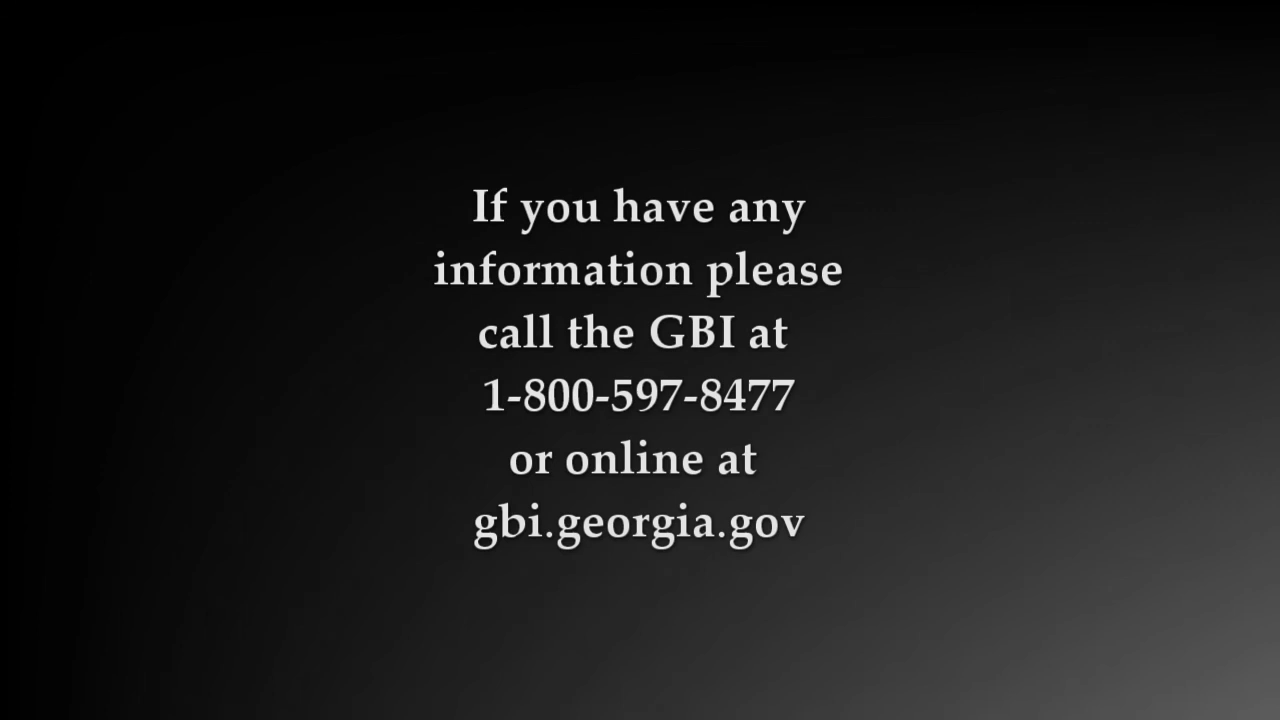 If you have any
information please
call the GBI at
1-800-597-8477
or online at
gbi.georgia.gov